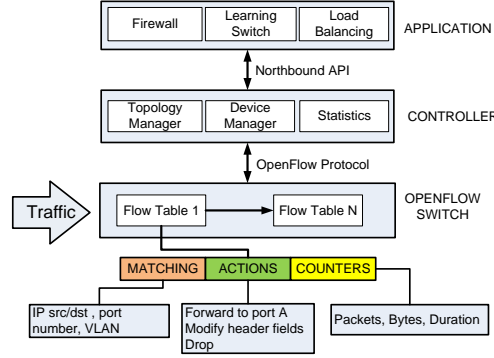 Firewall
Learning
Switch
Load
Balancing
APPLICATION
Northbound API
Topology
Manager
Device
Manager
Statistics
CONTROLLER
OpenFlow Protocol
Traffic
Flow Table 1
Flow Table N
OPENFLOW
SWITCH
MATCHING
ACTIONS
COUNTERS
IP src/dst , port
number, VLAN
Forward to port A
Modify header fields
Drop
Packets, Bytes, Duration